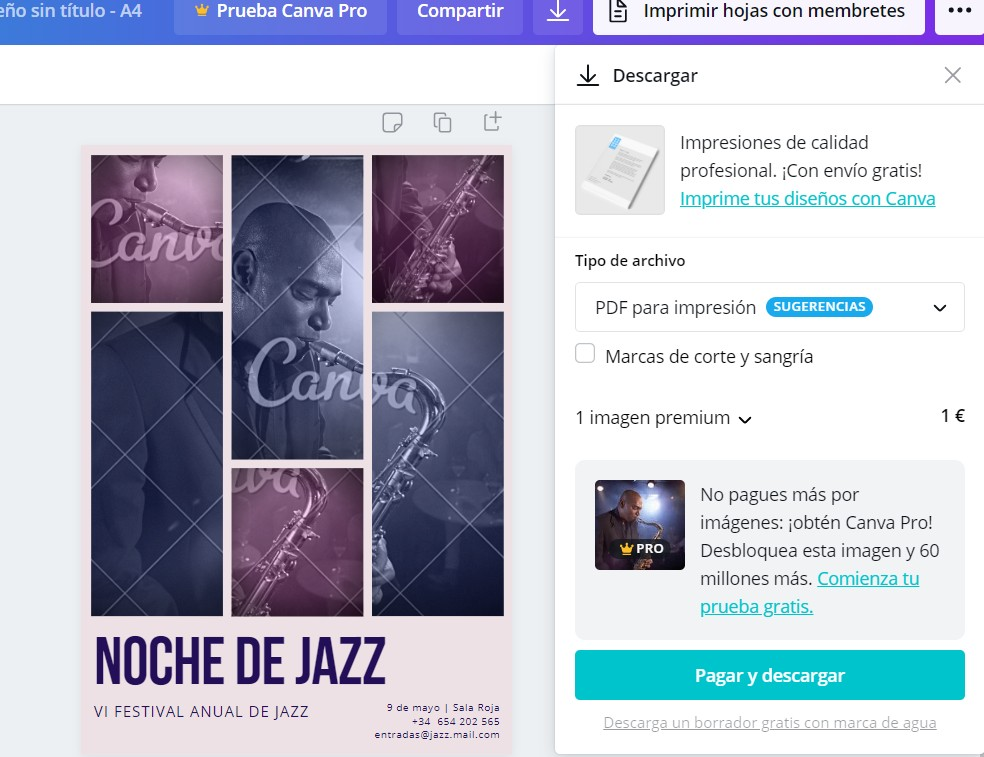 eño sin título - A4
Prueba Canva Pro
Compartir
Imprimir hojas con membretes
Descargar
Impresiones de calidad
profesional. ¡Con envío gratis!
Imprime tus diseños con Canva
Tipo de archivo
PDF para impresión SUGERENCIAS
Marcas de corte y sangría
1 imagen premium
1 €
PRO
No pagues más por
imágenes: ¡obtén Canva Pro!
Desbloquea esta imagen y 60
millones más. Comienza tu
prueba gratis.
Pagar y descargar
Descarga un borrador gratis con marca de agua
Canva
Canva
va
NOCHE DE JAZZ
VI FESTIVAL ANUAL DE JAZZ
9 de mayo | Sala Roja
+34 654 202 565
entradas@jazz.mail.com